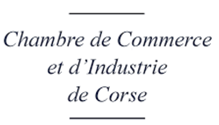 Chambre de Commerce
et d’Industrie
de Corse